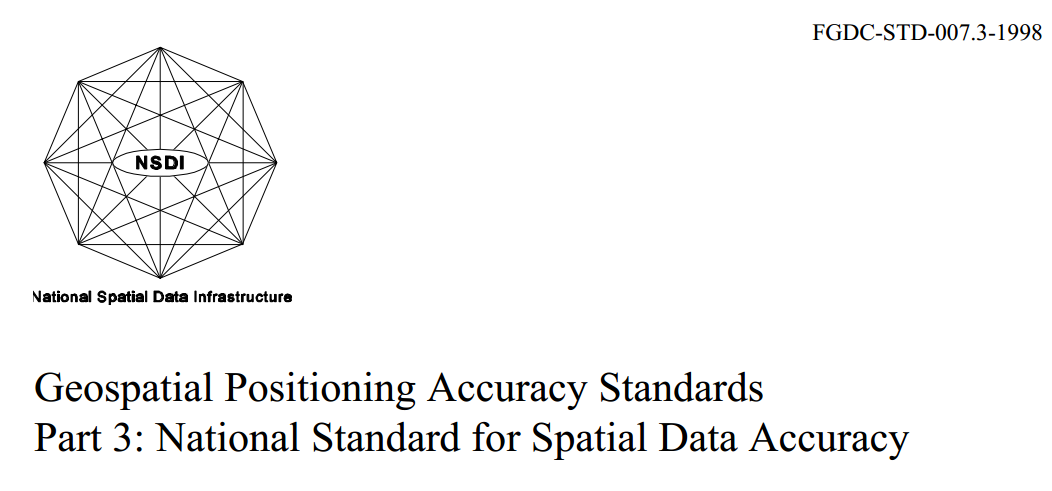 FGDC-STD-007.3-1998
NSDI
National Spatial Data Infrastructure
Geospatial Positioning Accuracy Standards
Part 3: National Standard for Spatial Data Accuracy